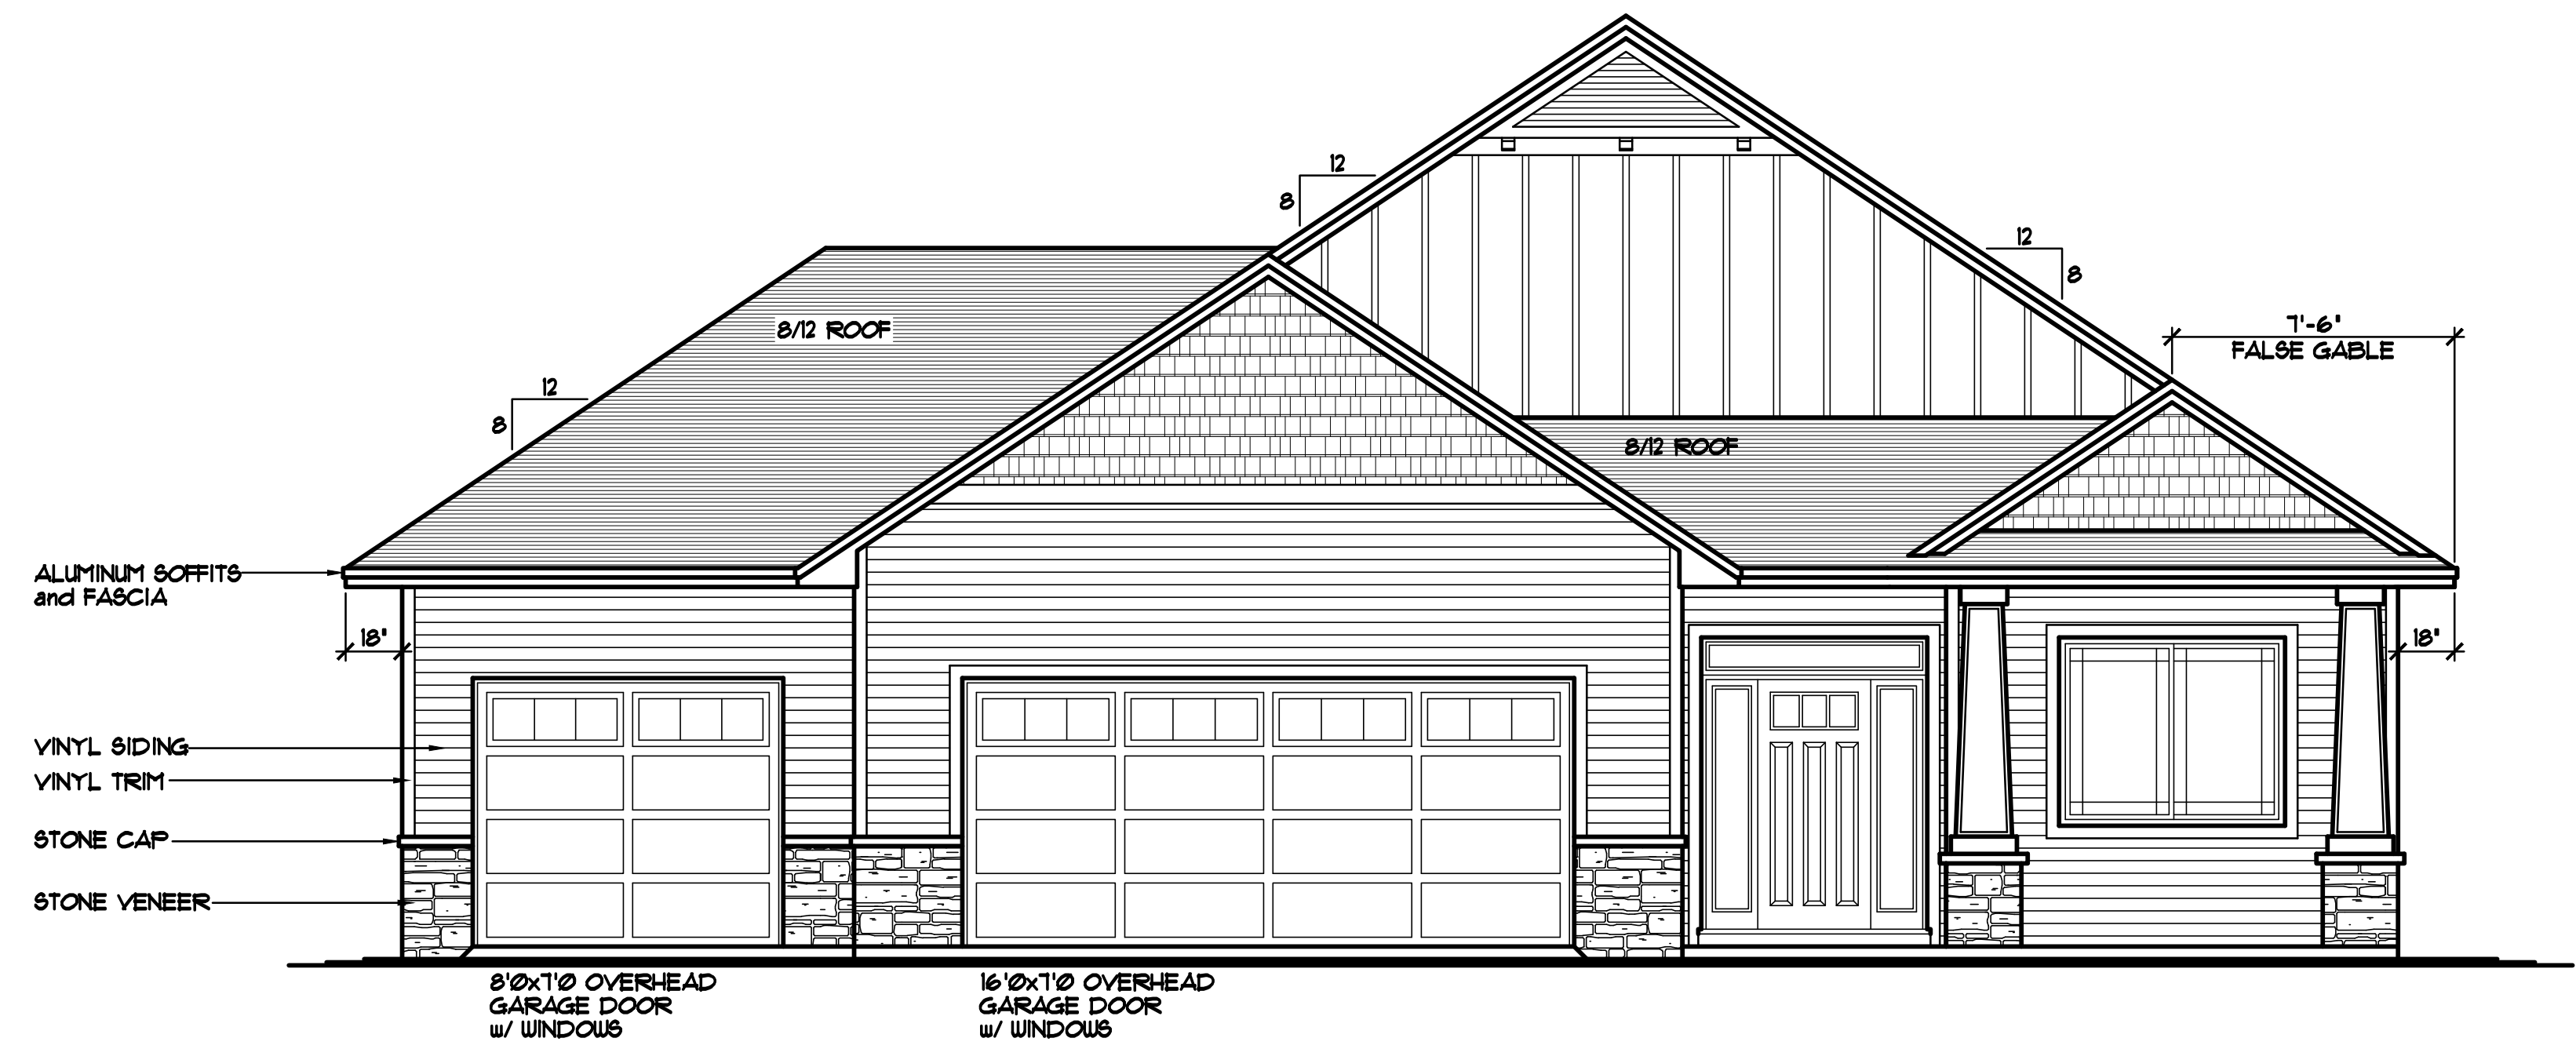 12
8
12
8
7'-6"
FALSE GABLE
8/12 ROOF
12
8
8/12 ROOF
ALUMINUM SOFFITS
and FASCIA
18"
18"
VINYL SIDING
VINYL TRIM
STONE CAP
STONE VENEER
8'0x7'0 OVERHEAD
GARAGE DOOR
w/ WINDOWS
16'0x7'0 OVERHEAD
GARAGE DOOR
w/ WINDOWS